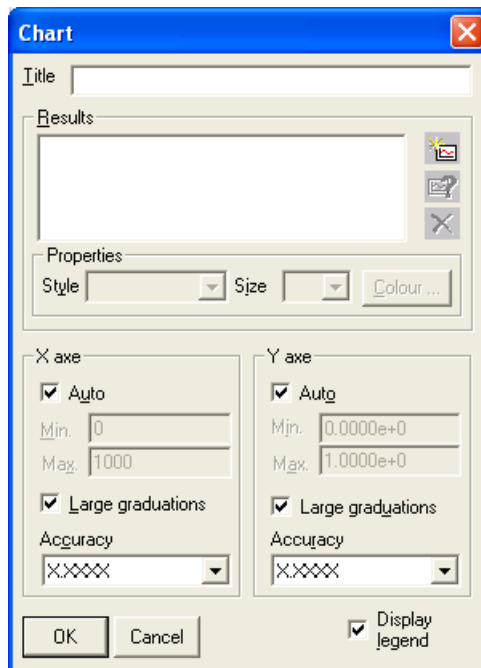 Chart
Title
Results
Properties
Style Size Colour ...
X axe
Auto
Min. 0
Max. 1000
Large graduations
Accuracy
X.XXXX
Y axe
Auto
Min. 0.0000e+0
Max. 1.0000e+0
Large graduations
Accuracy
X.XXXX
OK Cancel
Display
legend